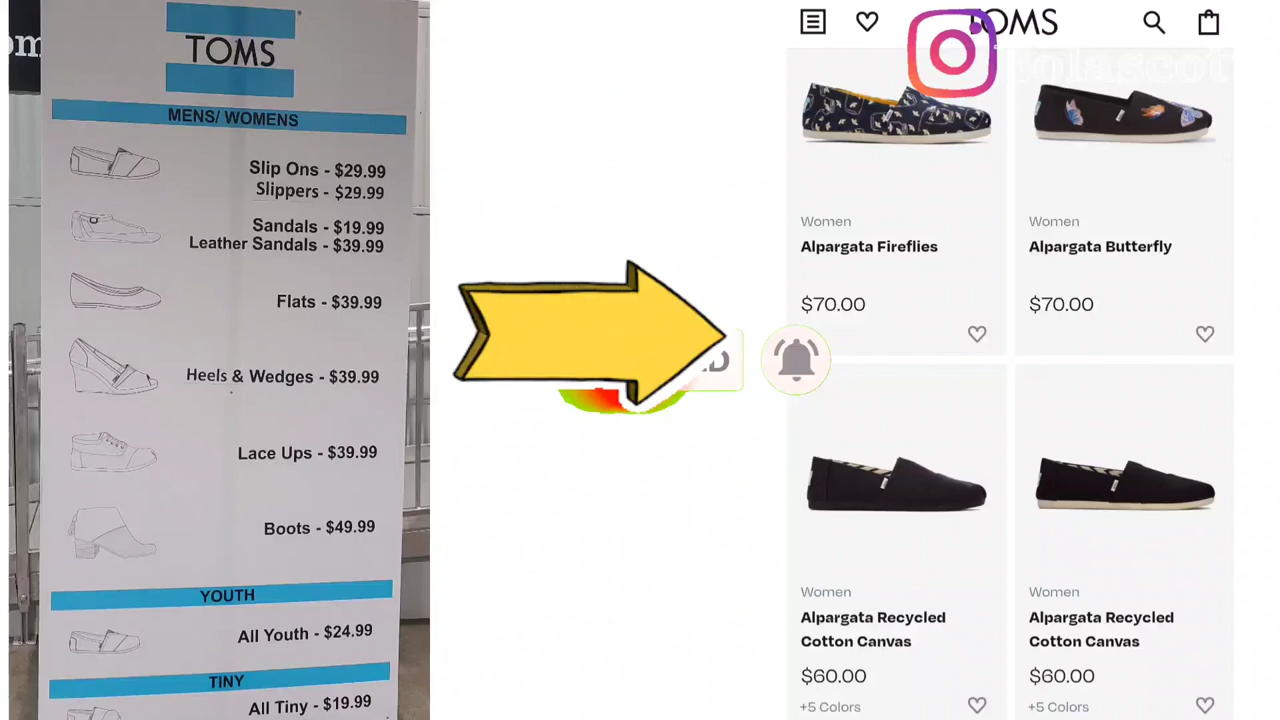 om
TOMS
MENS/ WOMENS
Slip Ons - $29.99
Slippers - $29.99
Sandals - $19.99
Leather Sandals - $39.99
Flats - $39.99
Heels & Wedges - $39.99
Lace Ups - $39.99
Boots - $49.99
YOUTH
All Youth - $24.99
TINY
All Tiny - $19.99
D
TOMS
Women
Alpargata Fireflies
$70.00
Women
Alpargata Butterfly
$70.00
Women
Alpargata Recycled
Cotton Canvas
$60.00
+5 Colors
Women
Alpargata Recycled
Cotton Canvas
$60.00
+5 Colors